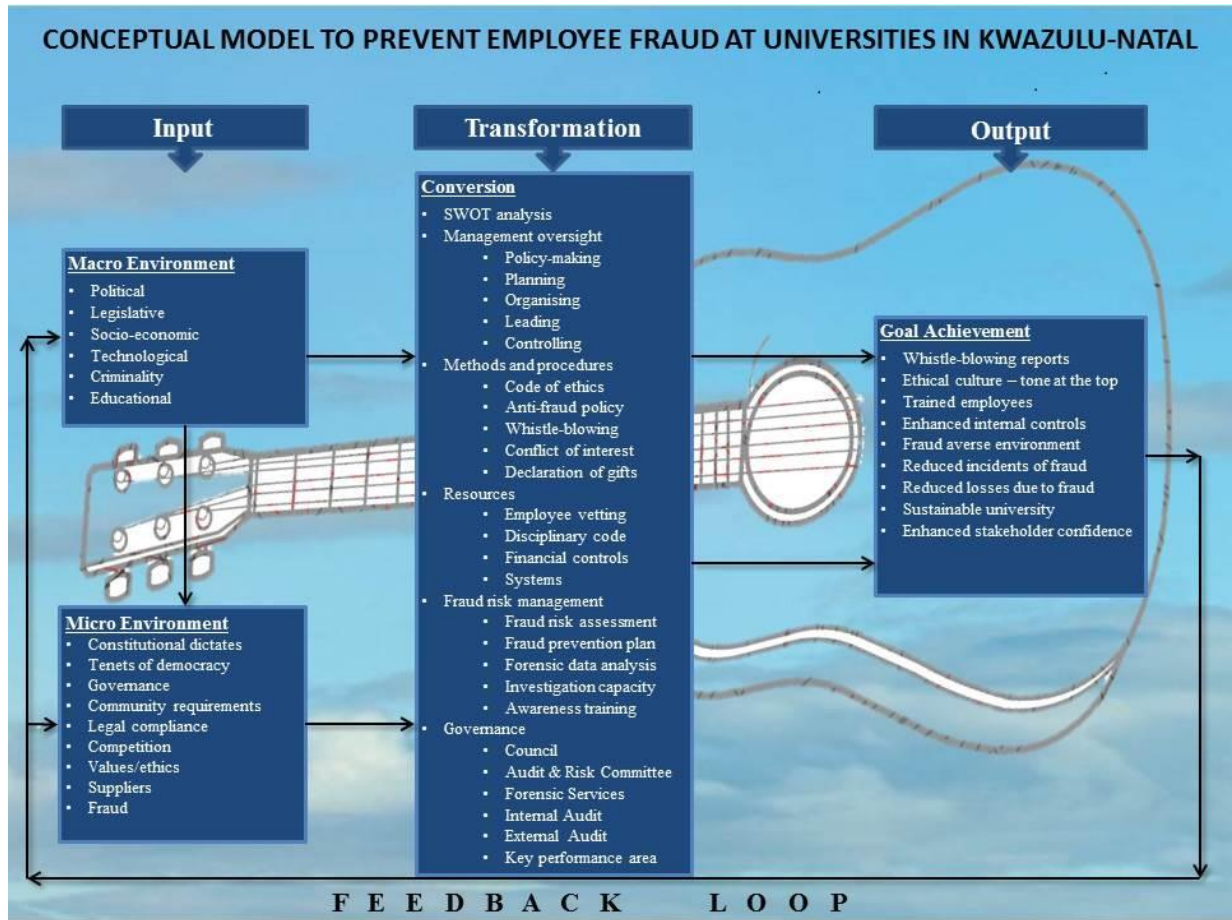 CONCEPTUAL MODEL TO PREVENT EMPLOYEE FRAUD AT UNIVERSITIES IN KWAZULU-NATAL
Input
Macro Environment
• Political
• Legislative
• Socio-economic
• Technological
• Criminality
• Educational
Micro Environment
• Constitutional dictates
• Tenets of democracy
• Governance
• Community requirements
• Legal compliance
• Competition
• Values/ethics
• Suppliers
• Fraud
Transformation
Conversion
• SWOT analysis
• Management oversight
• Policy-making
• Planning
• Organising
• Leading
• Controlling
• Methods and procedures
• Code of ethics
• Anti-fraud policy
• Whistle-blowing
• Conflict of interest
• Declaration of gifts
• Resources
• Employee vetting
• Disciplinary code
• Financial controls
• Systems
• Fraud risk management
• Fraud risk assessment
• Fraud prevention plan
• Forensic data analysis
• Investigation capacity
• Awareness training
• Governance
• Council
• Audit & Risk Committee
• Forensic Services
• Internal Audit
• External Audit
• Key performance area
Output
Goal Achievement
• Whistle-blowing reports
• Ethical culture – tone at the top
• Trained employees
• Enhanced internal controls
• Fraud averse environment
• Reduced incidents of fraud
• Reduced losses due to fraud
• Sustainable university
• Enhanced stakeholder confidence
FEEDBACK LOOP